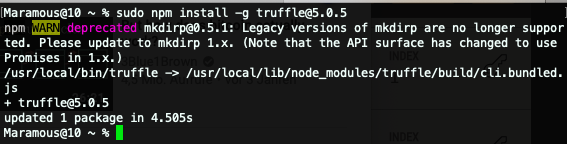 Maramous@10 ~ % sudo npm install -g truffle@5.0.5
npm WARN deprecated mkdirp@0.5.1: Legacy versions of mkdirp are no longer suppor
ted. Please update to mkdirp 1.x. (Note that the API surface has changed to use
Promises in 1.x.)
/usr/local/bin/truffle -> /usr/local/lib/node_modules/truffle/build/cli.bundled.
js
+ truffle@5.0.5
updated 1 package in 4.505s
Maramous@10 ~ %
INDEX
INDEX